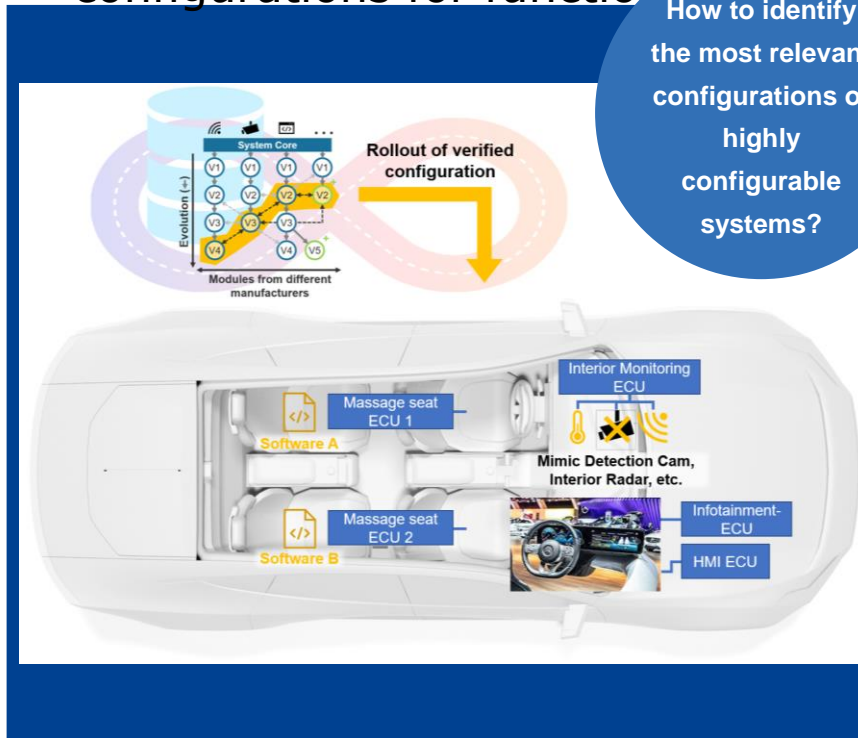 configurations for functio
How to identify
the most relevan
configurations o
highly
configurable
systems?
...
System Core
V1 V1 V1 V1
V2 V2 V2 V2
V3 V3 V3
V4 V4 V5
Evolution
Modules from different
manufacturers
Rollout of verified
configuration
Interior Monitoring
ECU
</>
Massage seat
ECU 1
Software A
Mimic Detection Cam,
Interior Radar, etc.
</>
Massage seat
ECU 2
Software B
Infotainment-
ECU
HMI ECU